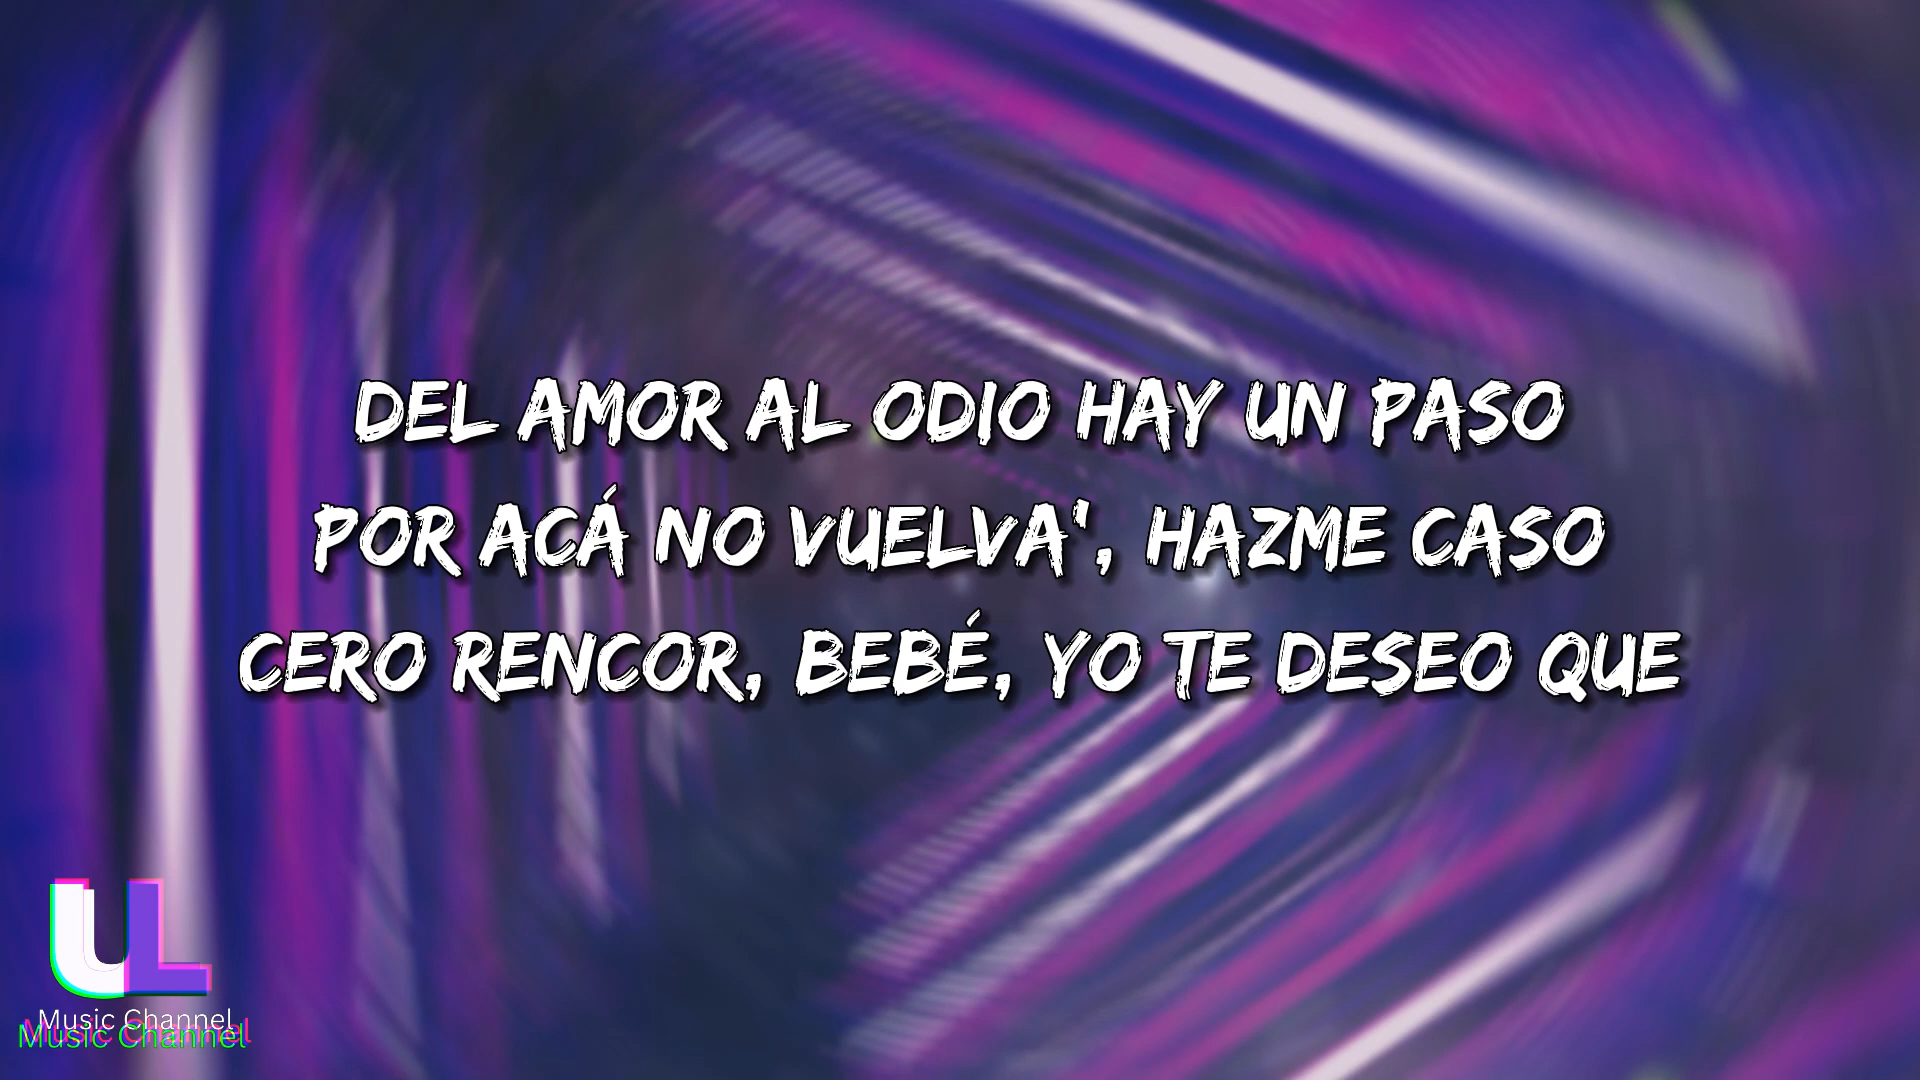 DEL AMOR AL ODIO HAY UN PASO
POR ACÁ NO VUELVA', HAZME CASO
CERO RENCOR, BEBÉ, YO TE DESEO QUE
UL
Music Channel
Music Channel